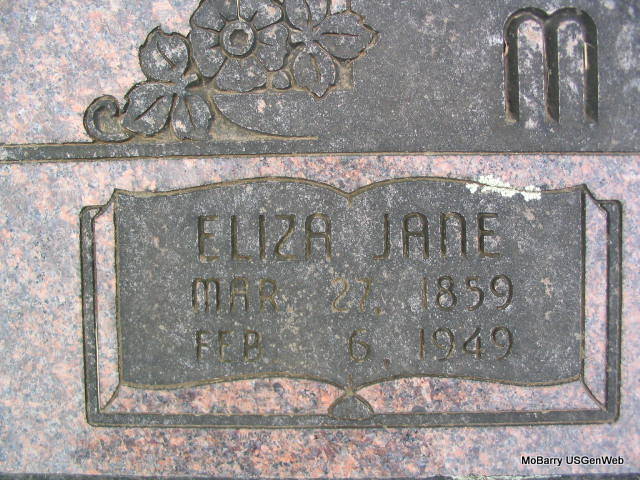 M
ELIZA JANE
MAR 27, 1859
FEB 6, 1949
MoBarry USGenWeb